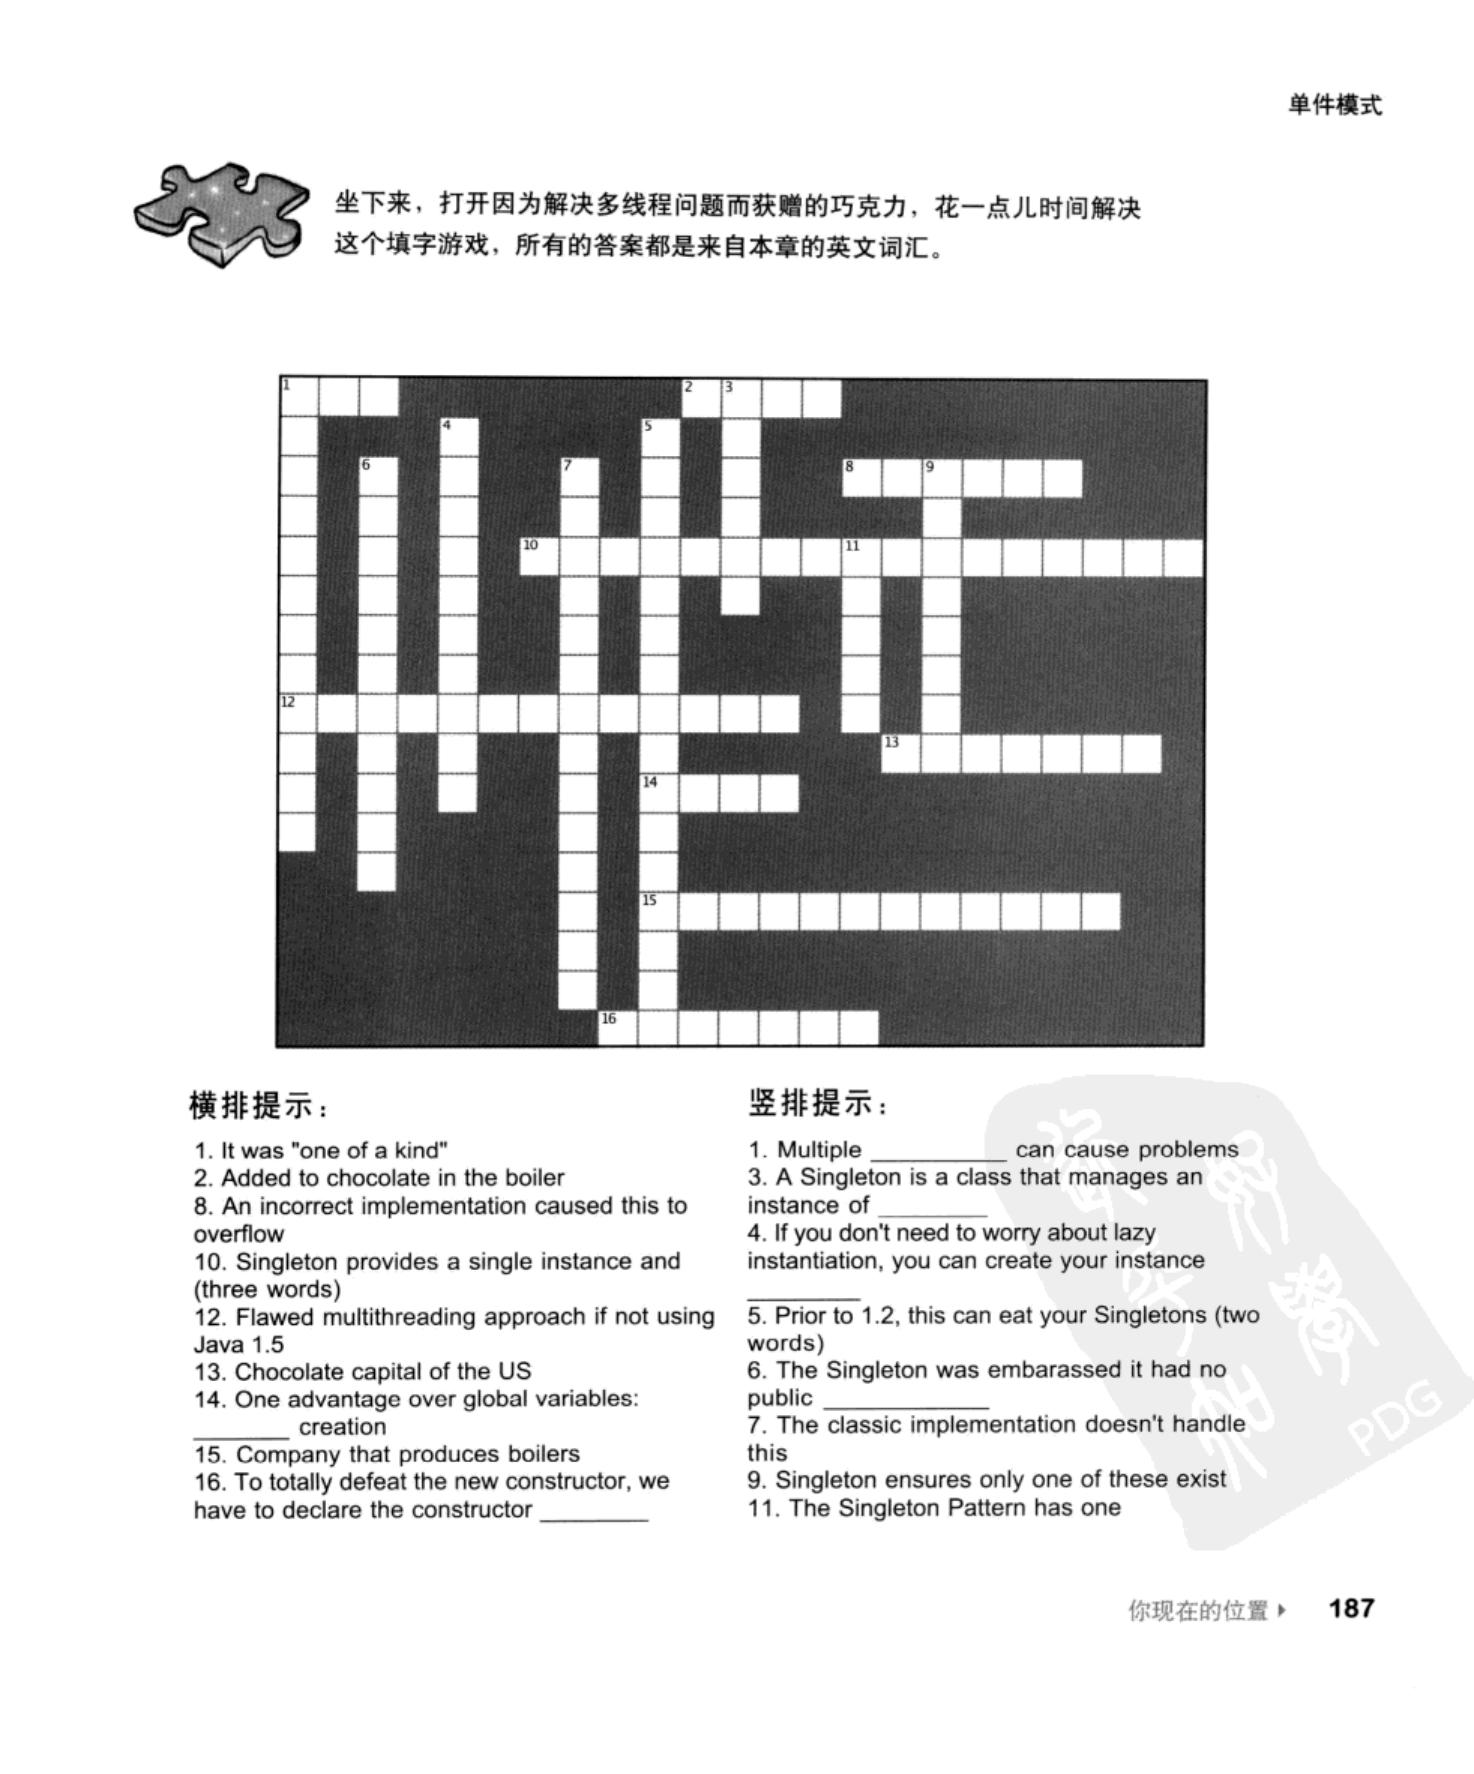 单件模式
坐下来，打开因为解决多线程问题而获赠的巧克力，花一点儿时间解决
这个填字游戏，所有的答案都是来自本章的英文词汇。
1
2
3
4
5
6
7
8
9
10
11
12
13
14
15
16
横排提示：
1. It was "one of a kind"
2. Added to chocolate in the boiler
8. An incorrect implementation caused this to
overflow
10. Singleton provides a single instance and
(three words)
12. Flawed multithreading approach if not using
Java 1.5
13. Chocolate capital of the US
14. One advantage over global variables:
________ creation
15. Company that produces boilers
16. To totally defeat the new constructor, we
have to declare the constructor ________
竖排提示：
1. Multiple __________ can cause problems
3. A Singleton is a class that manages an
instance of ________
4. If you don't need to worry about lazy
instantiation, you can create your instance
________
5. Prior to 1.2, this can eat your Singletons (two
words)
6. The Singleton was embarassed it had no
public ____________
7. The classic implementation doesn't handle
this
9. Singleton ensures only one of these exist
11. The Singleton Pattern has one
PDG
你现在的位置 187